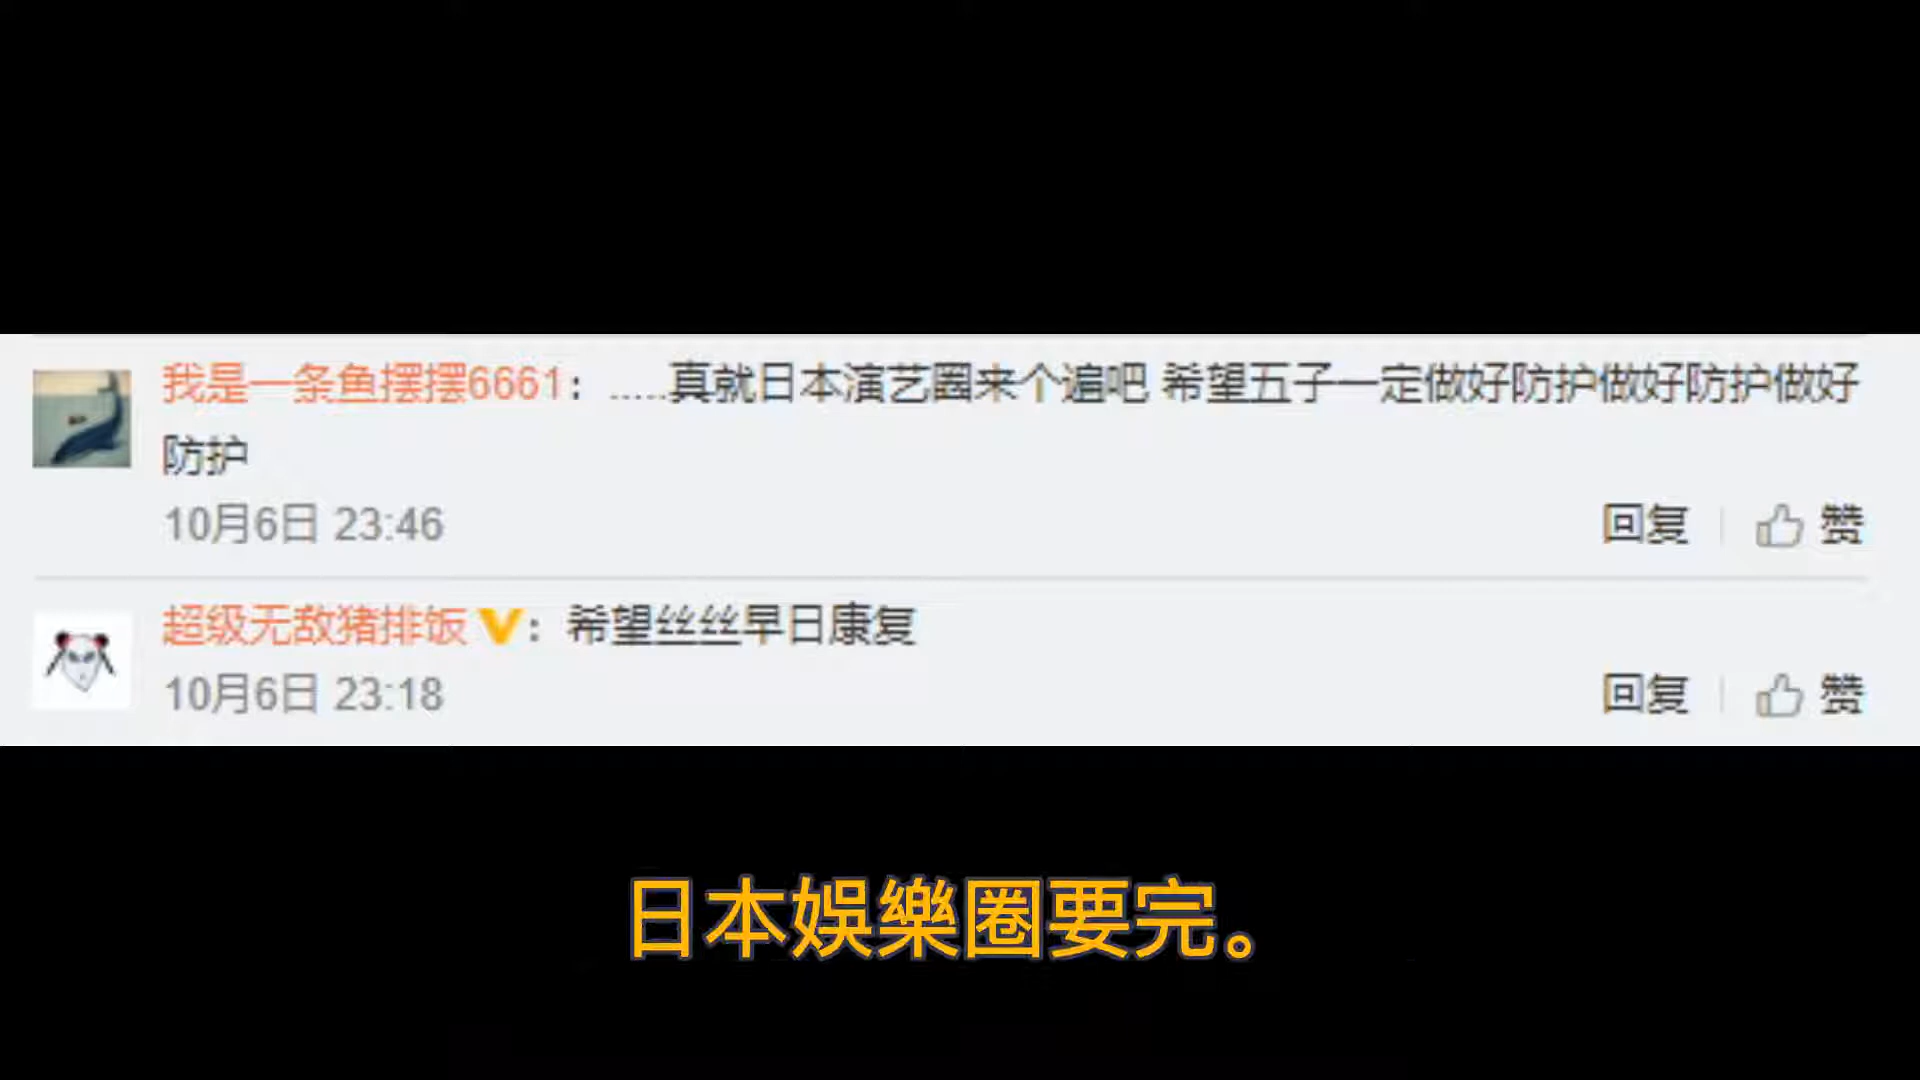 我是一条鱼摆摆6661：......真就日本演艺圈来个遍吧 希望五子一定做好防护做好防护做好
防护
10月6日 23:46 回复 赞
超级无敌猪排饭：希望丝丝早日康复
10月6日 23:18 回复 赞
日本娛樂圈要完。